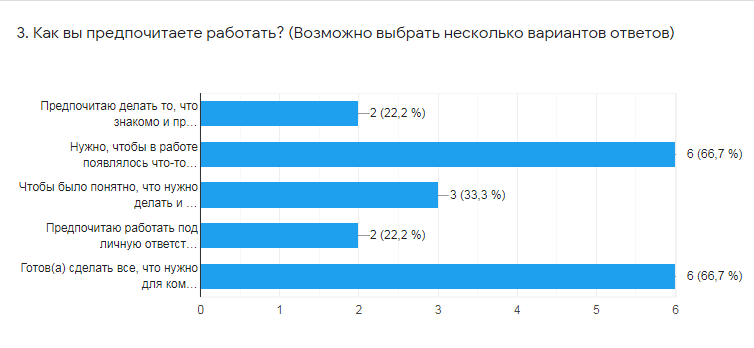 3. Как вы предпочитаете работать? (Возможно выбрать несколько вариантов ответов)
Предпочитаю делать то, что
знакомо и пр…
2 (22,2 %)
Нужно, чтобы в работе
появлялось что-то…
6 (66,7 %)
Чтобы было понятно, что нужно
делать и …
3 (33,3 %)
Предпочитаю работать под
личную ответст…
2 (22,2 %)
Готов(а) сделать все, что нужно
для ком…
6 (66,7 %)
0 1 2 3 4 5 6